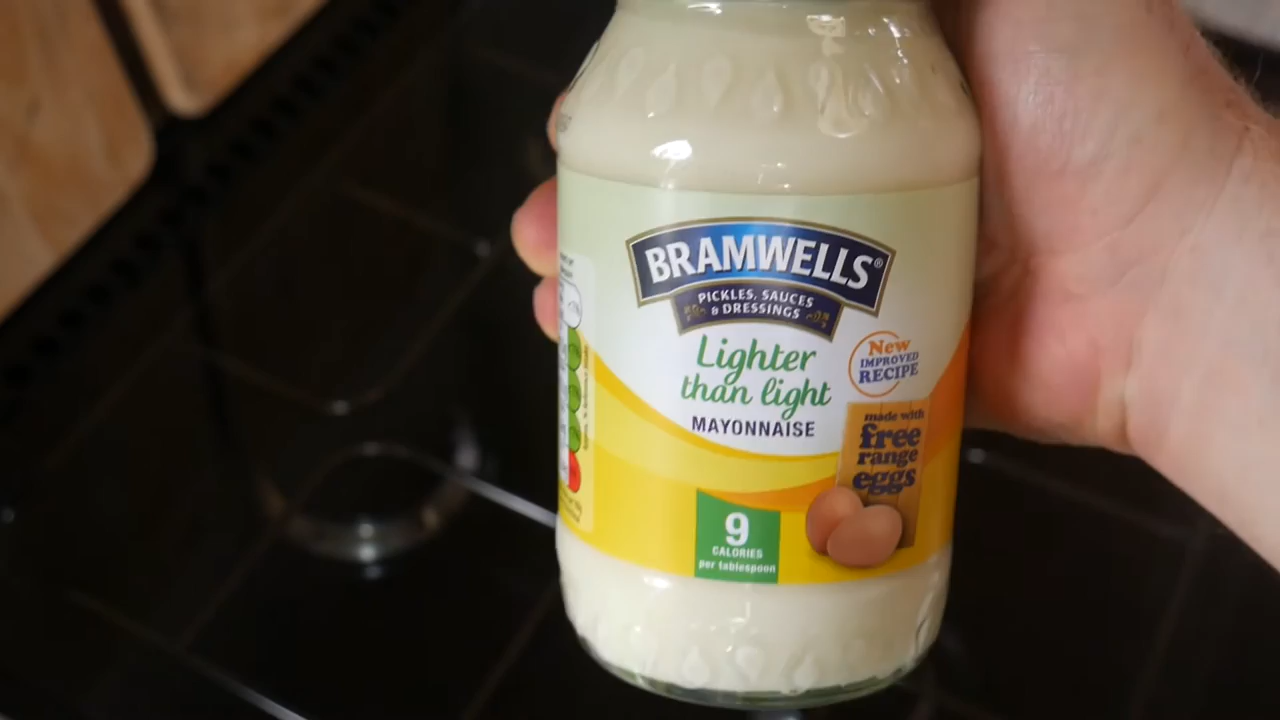 BRAMWELLS®
PICKLES, SAUCES
& DRESSINGS
Lighter
than light
MAYONNAISE
New
IMPROVED
RECIPE
made with
free
range
eggs
9
CALORIES
per tablespoon